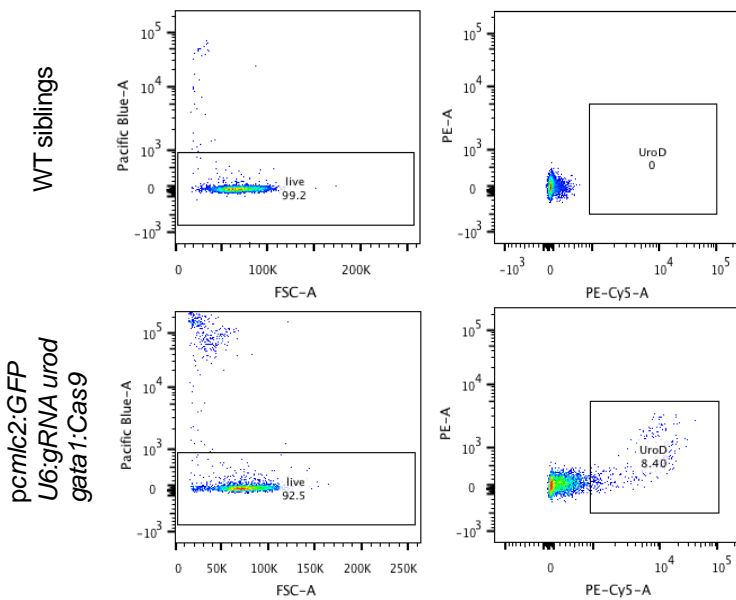 WT siblings
10⁵
10⁴
10³
0
-10³
Pacific Blue-A
live
99.2
0 100K 200K
FSC-A
10⁵
10⁴
10³
0
-10³
PE-A
UroD
0
-10³ 0 10⁴ 10⁵
PE-Cy5-A
pcmlc2:GFP
U6:gRNA urod
gata1:Cas9
10⁵
10⁴
10³
0
-10³
Pacific Blue-A
live
92.5
0 50K 100K 150K 200K 250K
FSC-A
10⁵
10⁴
10³
0
-10³
PE-A
UroD
8.40
0 10⁴ 10⁵
PE-Cy5-A